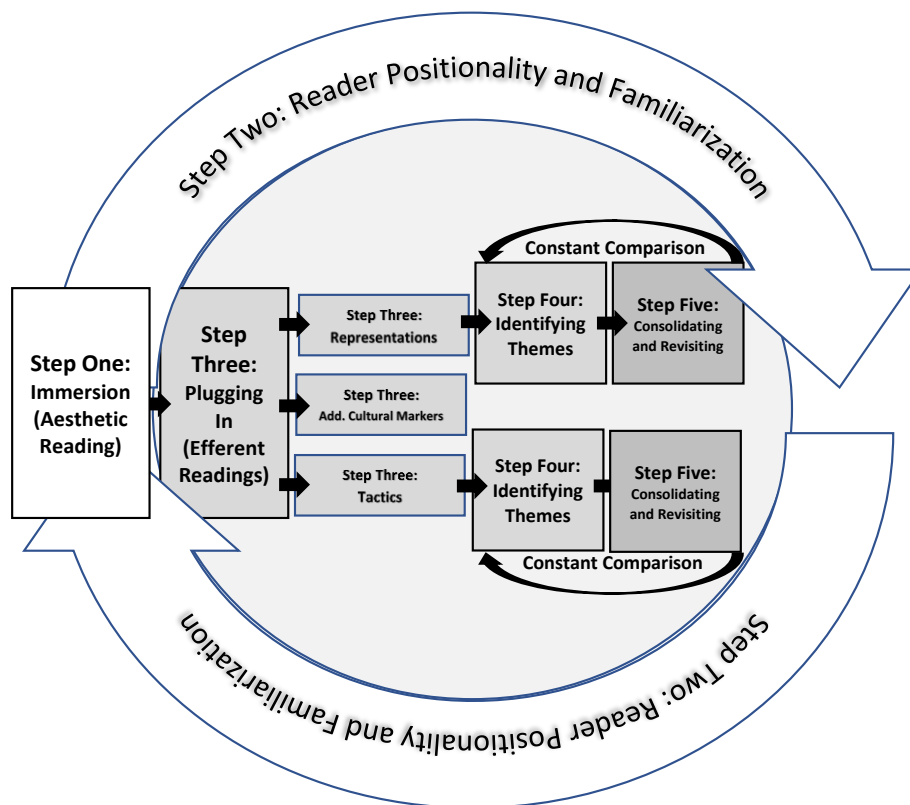 Step Two: Reader Positionality and Familiarization
Constant Comparison
Step One:
Immersion
(Aesthetic
Reading)
Step
Three:
Plugging
In
(Efferent
Readings)
Step Three:
Representations
Step Four:
Identifying
Themes
Step Five:
Consolidating
and Revisiting
Step Three:
Add. Cultural Markers
Step Three:
Tactics
Step Four:
Identifying
Themes
Step Five:
Consolidating
and Revisiting
Constant Comparison
Step Two: Reader Positionality and Familiarization